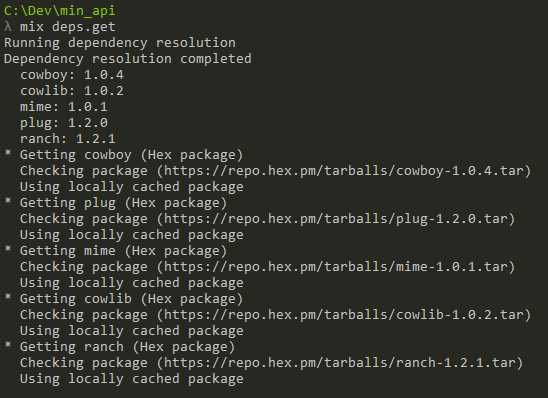 C:\Dev\min_api
λ mix deps.get
Running dependency resolution
Dependency resolution completed
  cowboy: 1.0.4
  cowlib: 1.0.2
  mime: 1.0.1
  plug: 1.2.0
  ranch: 1.2.1
* Getting cowboy (Hex package)
  Checking package (https://repo.hex.pm/tarballs/cowboy-1.0.4.tar)
  Using locally cached package
* Getting plug (Hex package)
  Checking package (https://repo.hex.pm/tarballs/plug-1.2.0.tar)
  Using locally cached package
* Getting mime (Hex package)
  Checking package (https://repo.hex.pm/tarballs/mime-1.0.1.tar)
  Using locally cached package
* Getting cowlib (Hex package)
  Checking package (https://repo.hex.pm/tarballs/cowlib-1.0.2.tar)
  Using locally cached package
* Getting ranch (Hex package)
  Checking package (https://repo.hex.pm/tarballs/ranch-1.2.1.tar)
  Using locally cached package